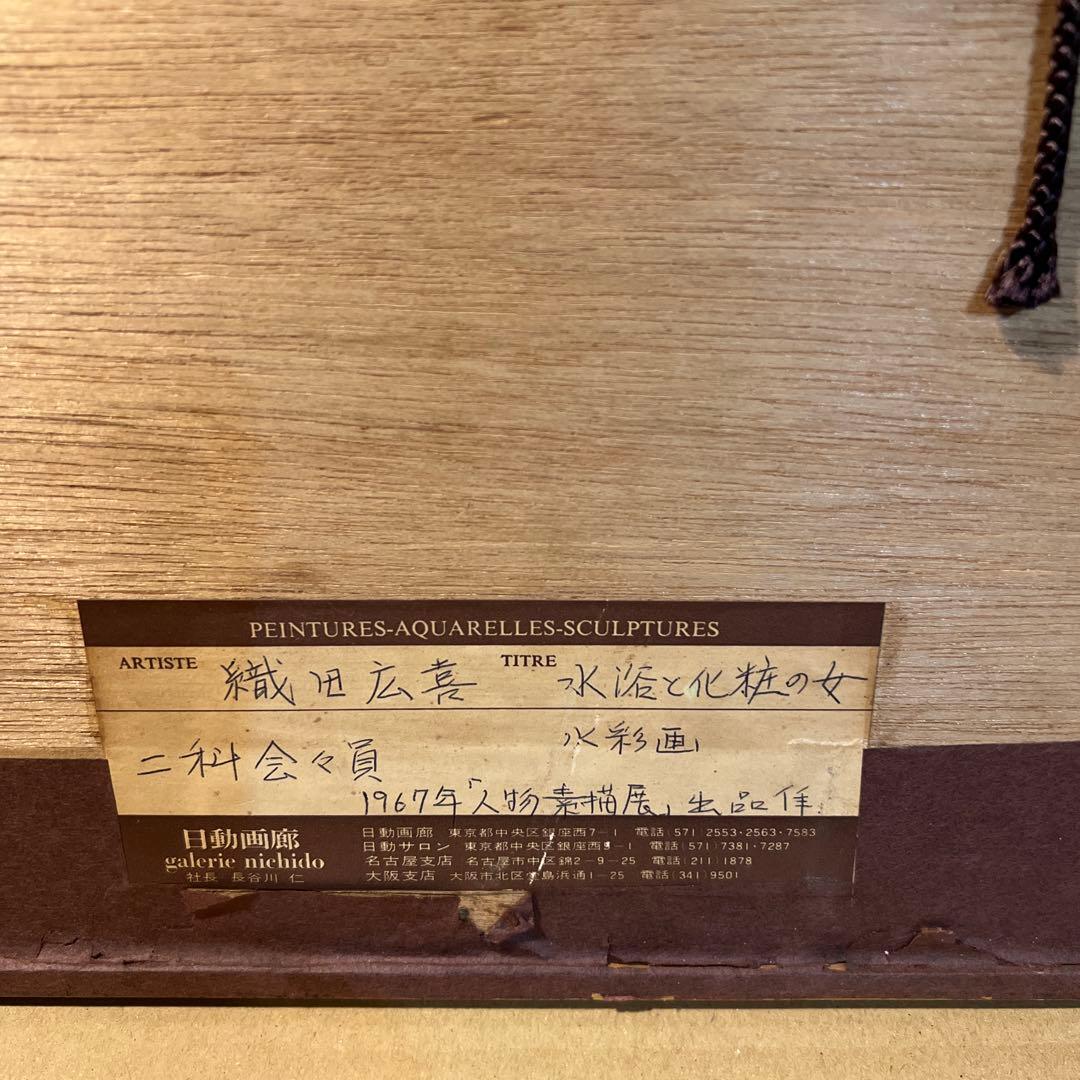 PEINTURES-AQUARELLES-SCULPTURES
ARTISTE 織田広喜 TITRE 水浴と化粧の女
水彩画
二科会々員
1967年「人物素描展」出品作
日動画廊
galerie nichido
社長 長谷川 仁
日動画廊 東京都中央区銀座西7-1 電話(571)2553・2563・7583
日動サロン 東京都中央区銀座西5-1 電話(571)7381・7287
名古屋支店 名古屋市中区錦2-9-25 電話(211)1878
大阪支店 大阪市北区堂島浜通1-25 電話(341)9501